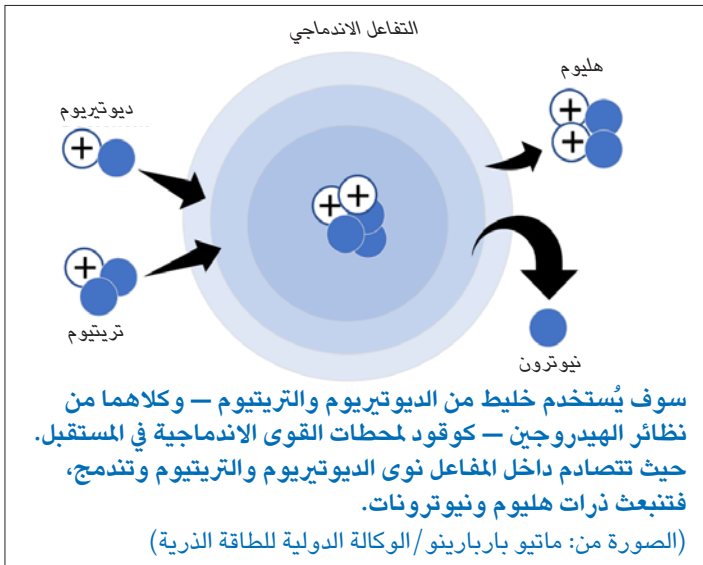 التفاعل الاندماجي
هليوم
ديوتيريوم
تريتيوم
نيوترون
سوف يُستخدم خليط من الديوتيريوم والتريتيوم — وكلاهما من
نظائر الهيدروجين — كوقود لمحطات القوى الاندماجية في المستقبل.
حيث تتصادم داخل المفاعل نوى الديوتيريوم والتريتيوم وتندمج،
فتنبعث ذرات هليوم ونيوترونات.
(الصورة من: ماتيو باربارينو/الوكالة الدولية للطاقة الذرية)